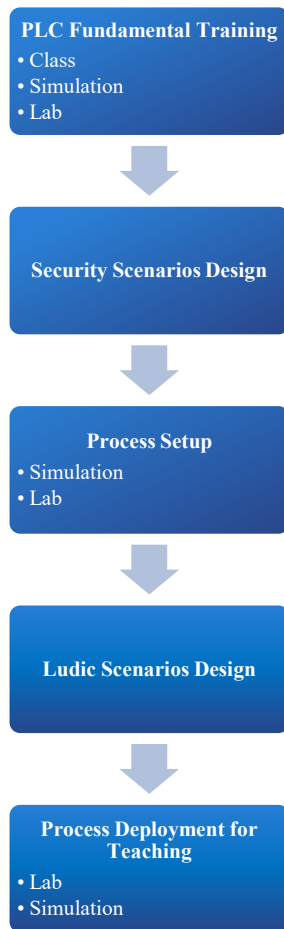 PLC Fundamental Training
• Class
• Simulation
• Lab
Security Scenarios Design
Process Setup
• Simulation
• Lab
Ludic Scenarios Design
Process Deployment for
Teaching
• Lab
• Simulation